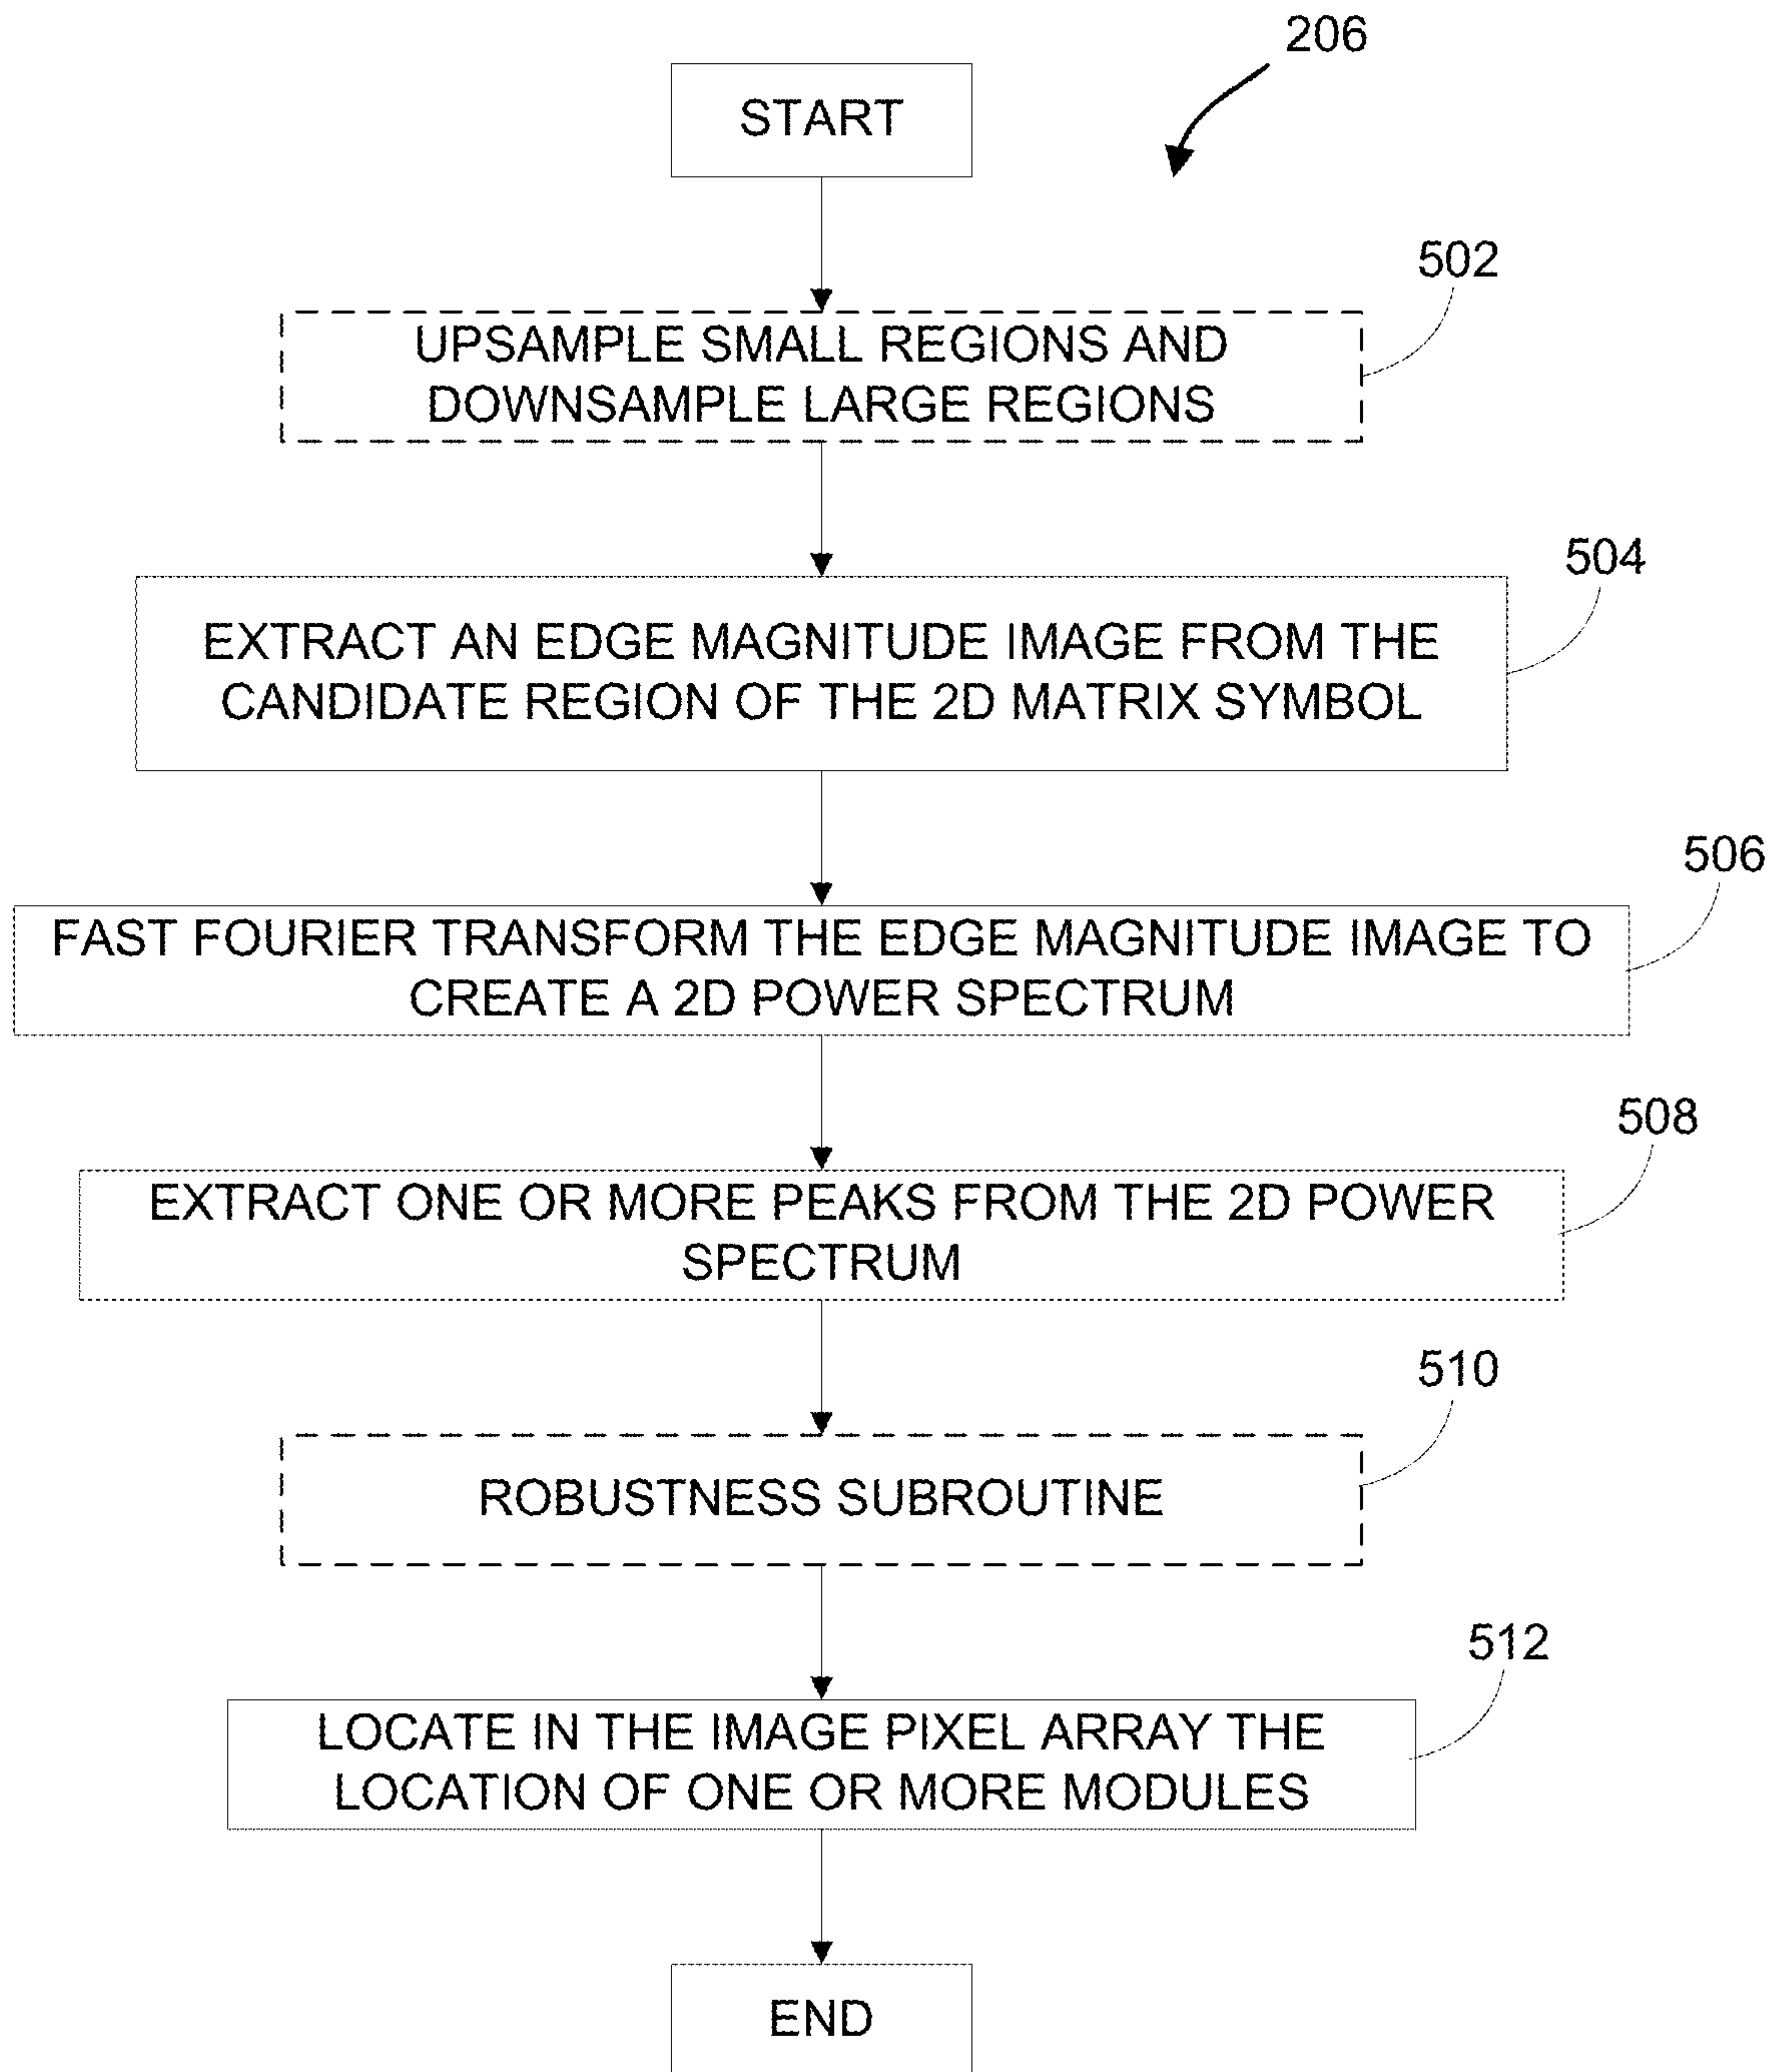 206
START
502
UPSAMPLE SMALL REGIONS AND
DOWNSAMPLE LARGE REGIONS
504
EXTRACT AN EDGE MAGNITUDE IMAGE FROM THE
CANDIDATE REGION OF THE 2D MATRIX SYMBOL
506
FAST FOURIER TRANSFORM THE EDGE MAGNITUDE IMAGE TO
CREATE A 2D POWER SPECTRUM
508
EXTRACT ONE OR MORE PEAKS FROM THE 2D POWER
SPECTRUM
510
ROBUSTNESS SUBROUTINE
512
LOCATE IN THE IMAGE PIXEL ARRAY THE
LOCATION OF ONE OR MORE MODULES
END